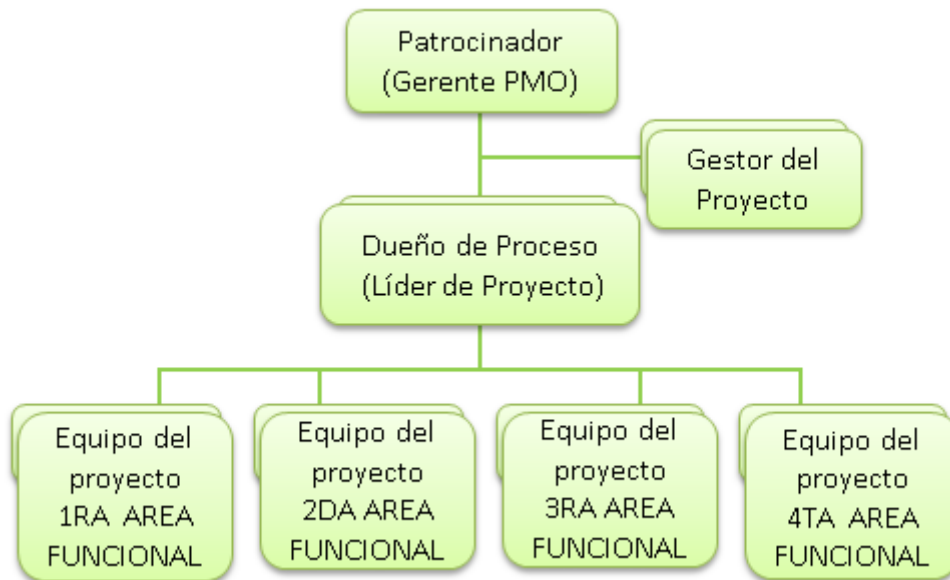 Patrocinador
(Gerente PMO)
Gestor del
Proyecto
Dueño de Proceso
(Líder de Proyecto)
Equipo del
proyecto
1RA AREA
FUNCIONAL
Equipo del
proyecto
2DA AREA
FUNCIONAL
Equipo del
proyecto
3RA AREA
FUNCIONAL
Equipo del
proyecto
4TA AREA
FUNCIONAL